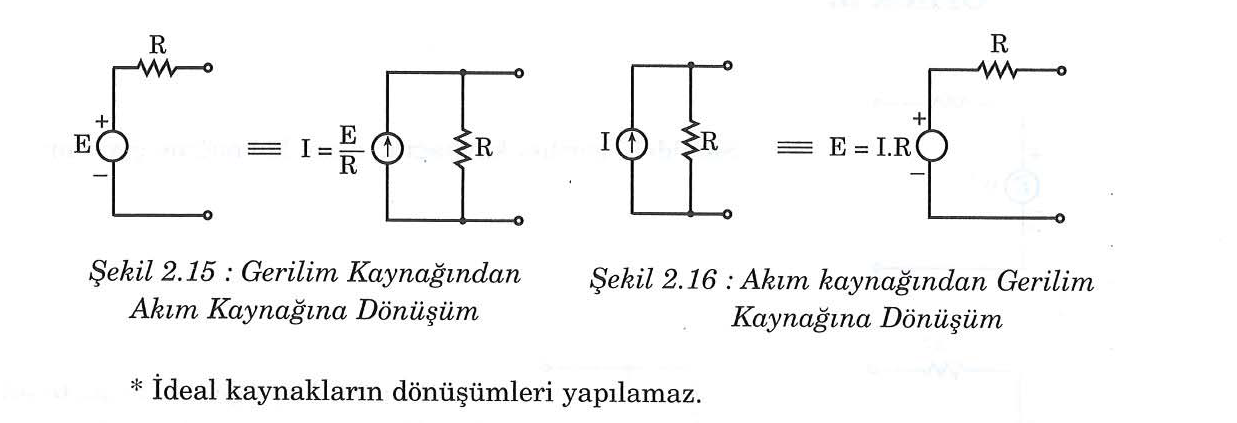 R
+
E
−
≡ I = E/R
R
Şekil 2.15 : Gerilim Kaynağından
Akım Kaynağına Dönüşüm
I
R
≡ E = I.R
R
+
−
Şekil 2.16 : Akım kaynağından Gerilim
Kaynağına Dönüşüm
* İdeal kaynakların dönüşümleri yapılamaz.